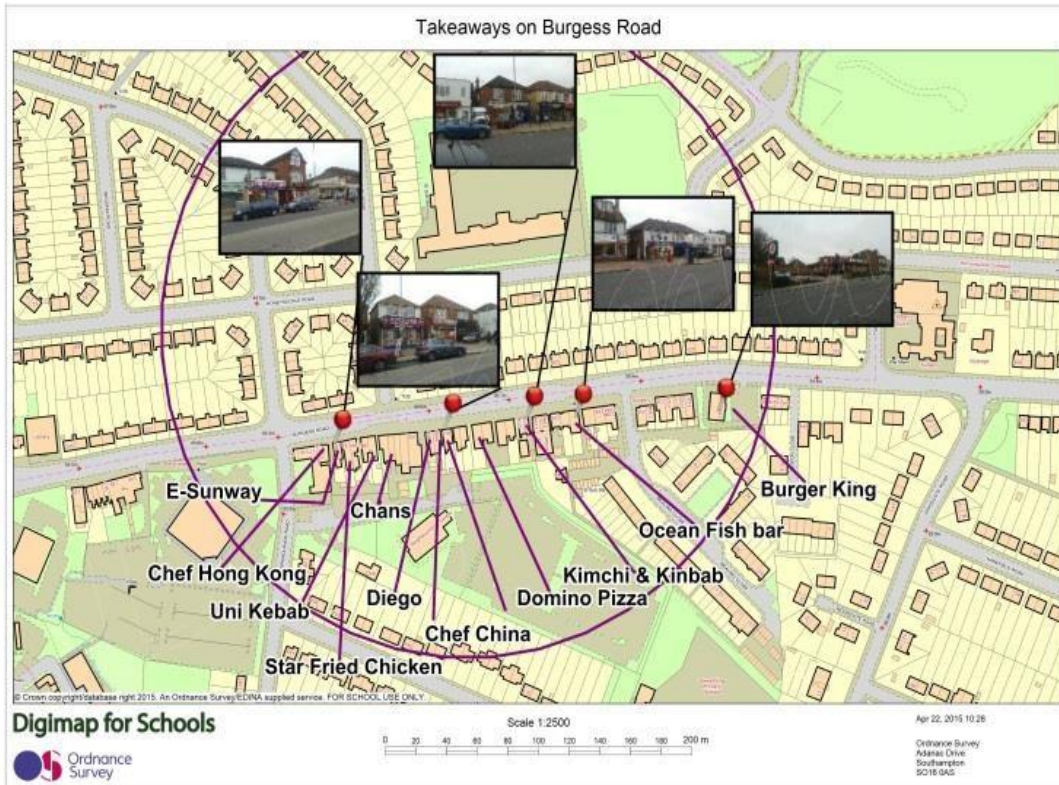 Takeaways on Burgess Road
BURGESS ROAD
E-Sunway
Chans
Burger King
Ocean Fish bar
Chef Hong Kong
Kimchi & Kinbab
Uni Kebab
Diego
Domino Pizza
Chef China
Star Fried Chicken
© Crown copyright/database right 2015. An Ordnance Survey/EDINA supplied service. FOR SCHOOL USE ONLY.
Digimap for Schools
Scale 1:2500
Apr 22, 2015 10:28
0 20 40 60 80 100 120 140 160 180 200 m
Ordnance Survey
Adanac Drive
Southampton
SO16 0AS
OS Ordnance
Survey